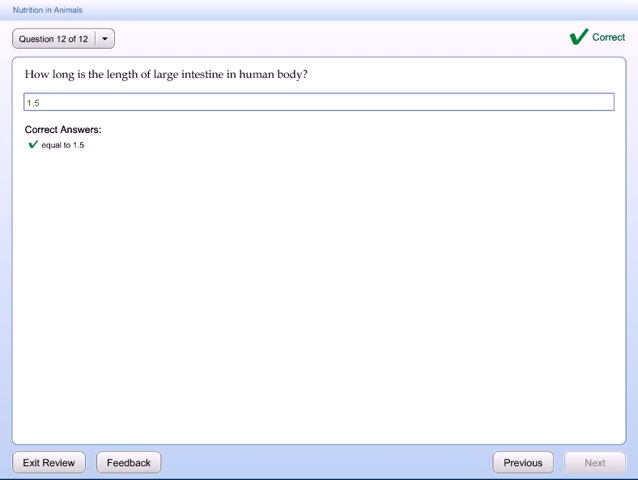 Nutrition in Animals
Question 12 of 12
Correct
How long is the length of large intestine in human body?
1.5
Correct Answers:
equal to 1.5
Exit Review
Feedback
Previous
Next